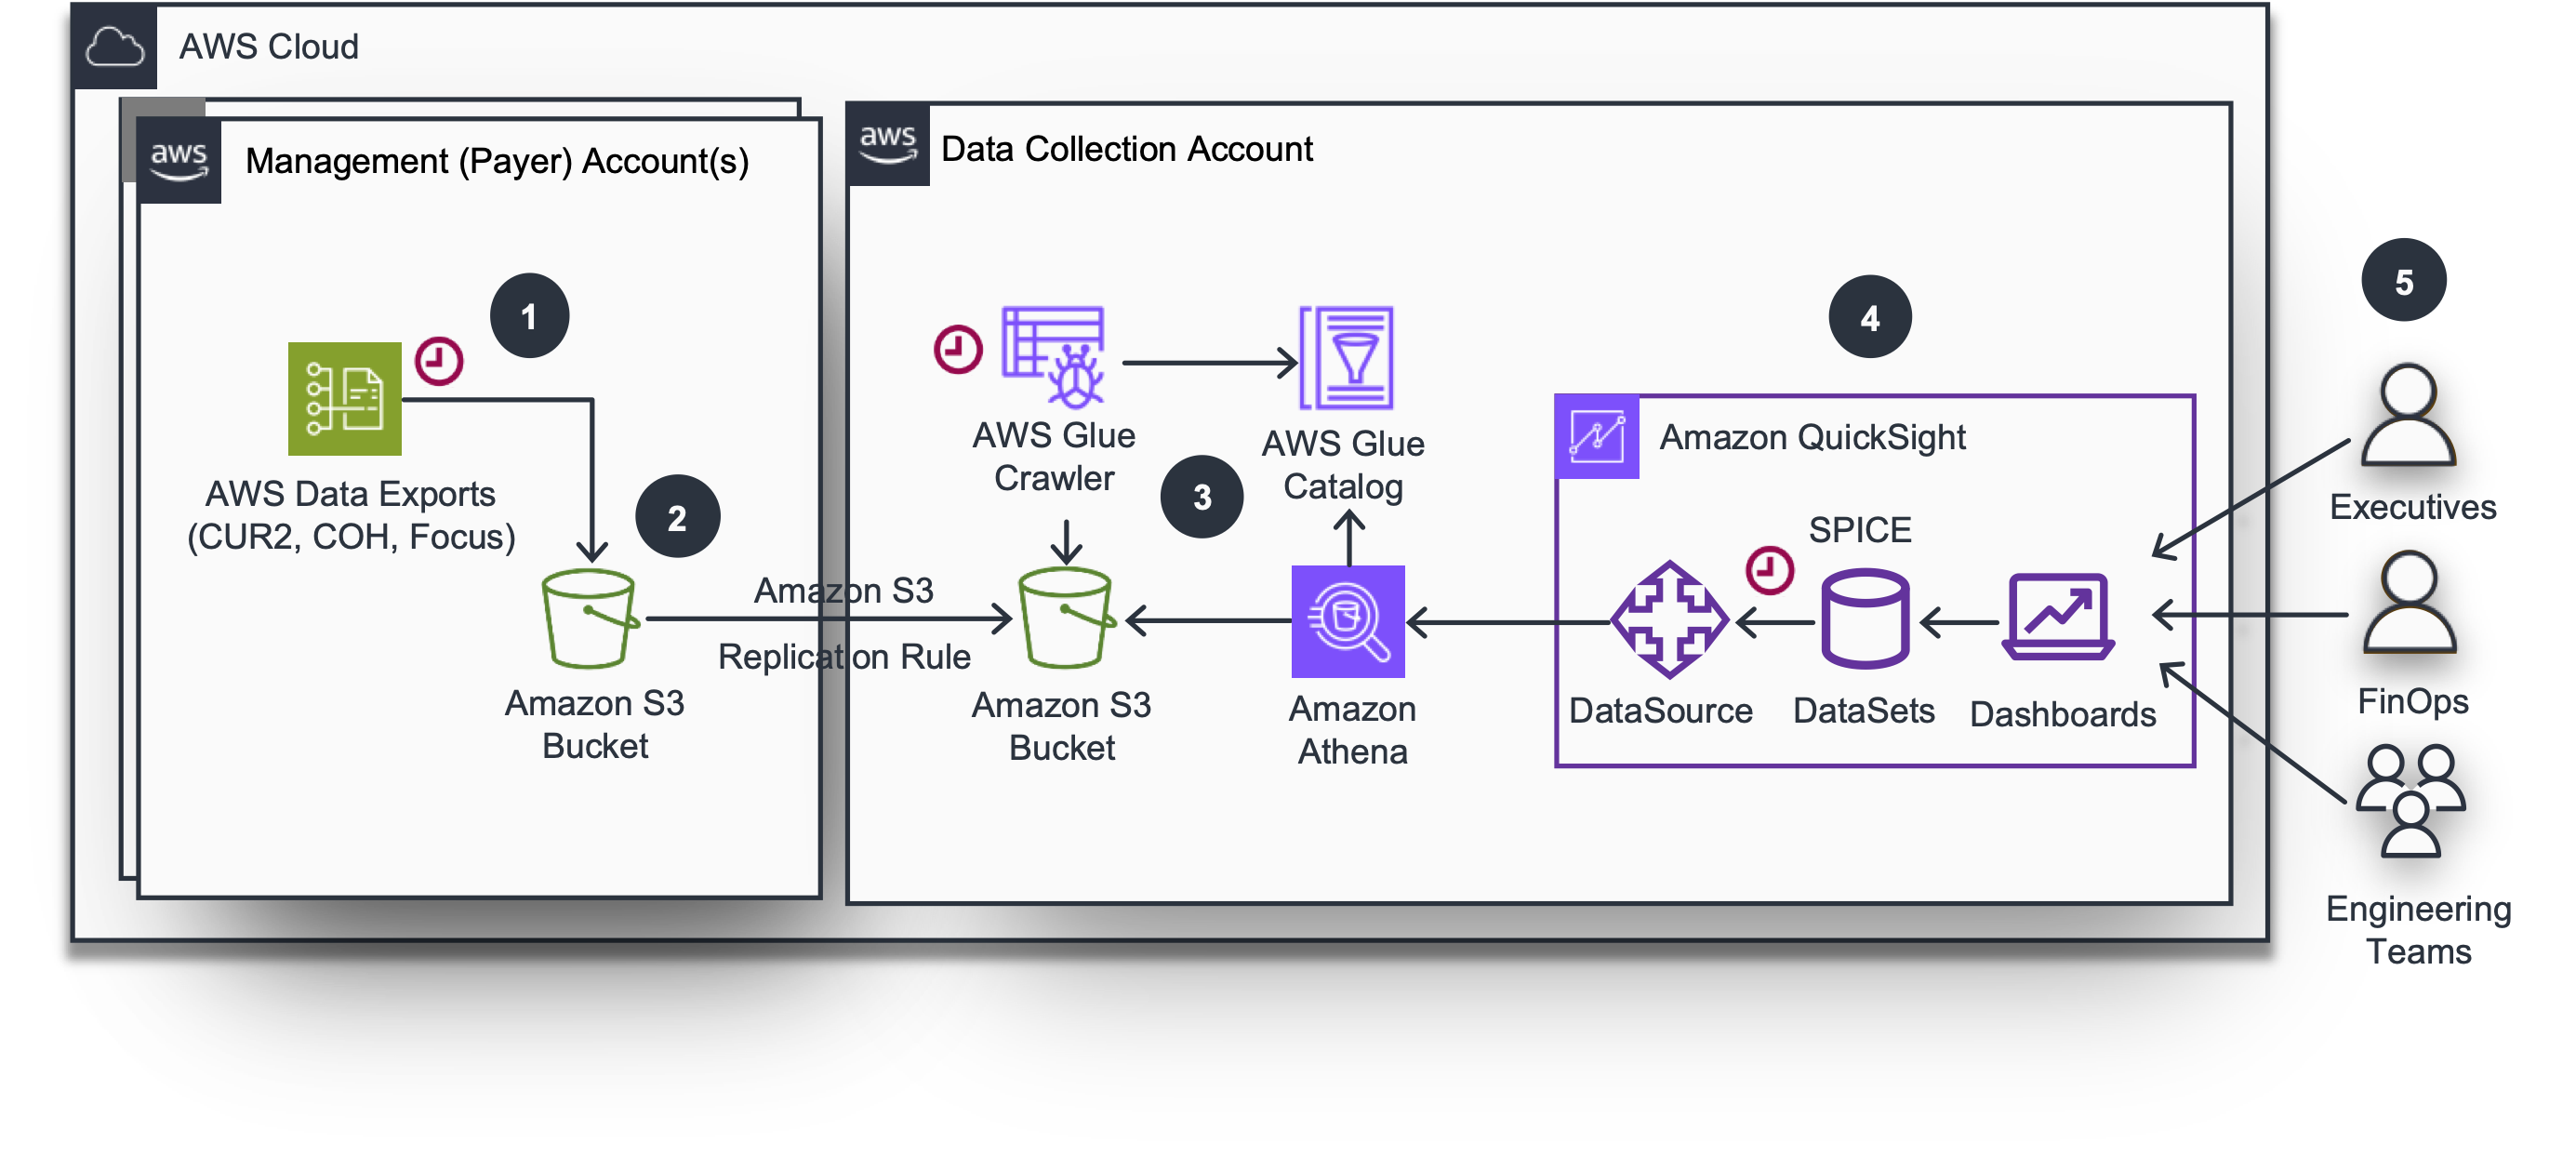 AWS Cloud
aws
Management (Payer) Account(s)
1
AWS Data Exports
(CUR2, COH, Focus)
2
Amazon S3
Bucket
Amazon S3
Replication Rule
aws
Data Collection Account
AWS Glue
Crawler
AWS Glue
Catalog
3
Amazon S3
Bucket
Amazon
Athena
4
Amazon QuickSight
SPICE
DataSource
DataSets
Dashboards
5
Executives
FinOps
Engineering
Teams